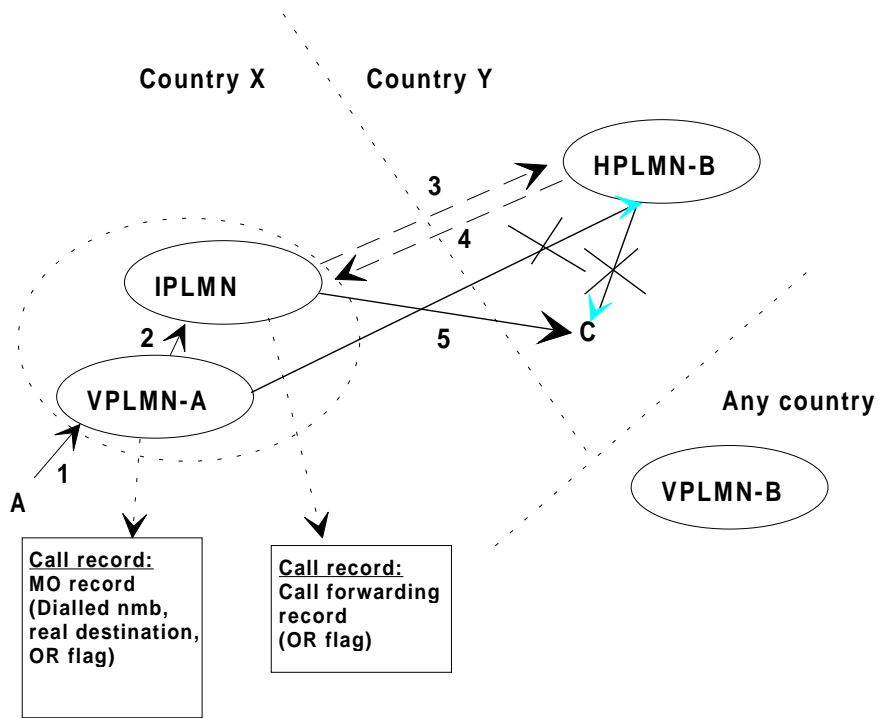 Country X
Country Y
HPLMN-B
3
4
IPLMN
2
5
C
VPLMN-A
Any country
1
A
VPLMN-B
Call record:
MO record
(Dialled nmb,
real destination,
OR flag)
Call record:
Call forwarding
record
(OR flag)